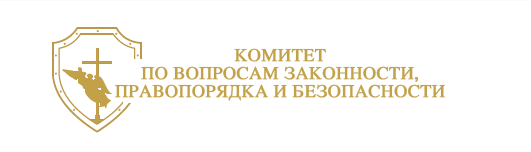 КОМИТЕТ
ПО ВОПРОСАМ ЗАКОННОСТИ,
ПРАВОПОРЯДКА И БЕЗОПАСНОСТИ